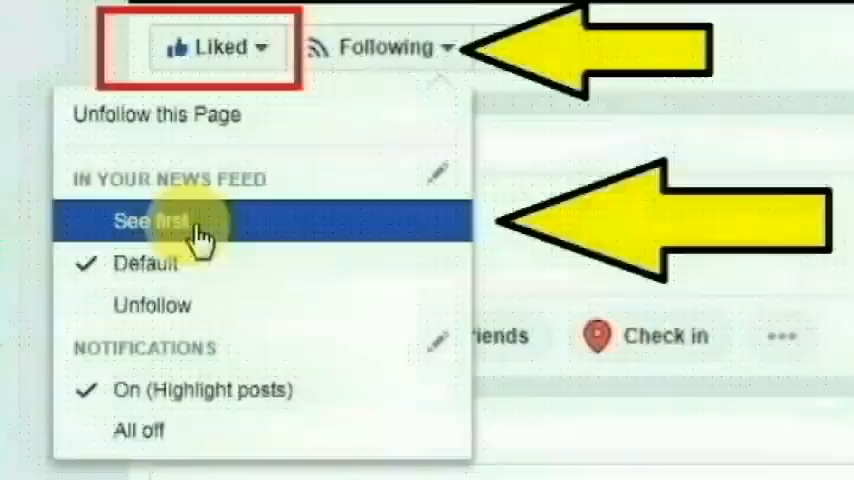 Liked Following
Unfollow this Page
IN YOUR NEWS FEED
See first
Default
Unfollow
riends Check in
NOTIFICATIONS
On (Highlight posts)
All off